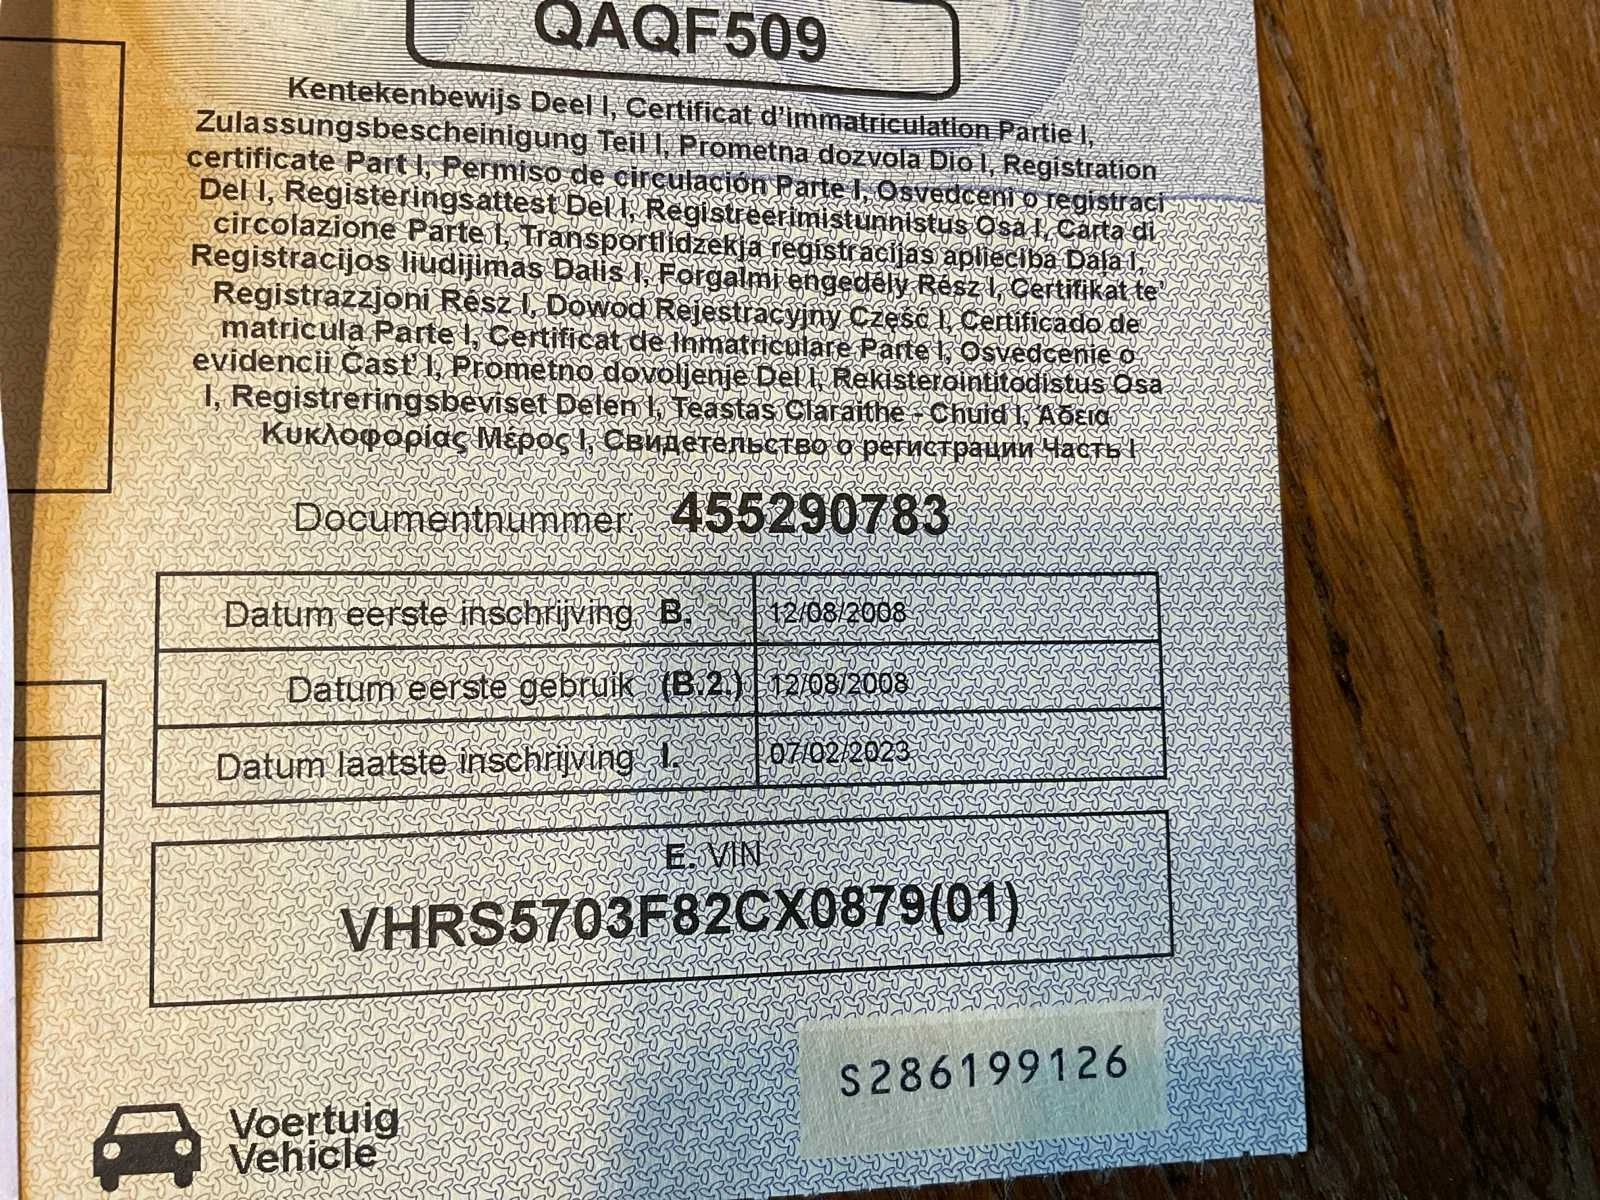 QAQF509
Kentekenbewijs Deel I, Certificat d'immatriculation Partie I,
Zulassungsbescheinigung Teil I, Prometna dozvola Dio I, Registration
certificate Part I, Permiso de circulación Parte I, Osvedceni o registraci
Del I, Registeringsattest Del I, Registreerimistunnistus Osa I, Carta di
circolazione Parte I, Transportlidzekja registracijas aplieciba Dala I,
Registracijos liudijimas Dalis I, Forgalmi engedély Rész I, Certifikat te'
Registrazzjoni Rész I, Dowod Rejestracyjny Część I, Certificado de
matricula Parte I, Certificat de Inmatriculare Parte I, Osvedcenie o
evidencii Cast' I, Prometno dovoljenje Del I, Rekisterointitodistus Osa
I, Registreringsbeviset Delen I, Teastas Claraithe - Chuid I, Άδεια
Κυκλοφορίας Μέρος I, Свидетельство о регистрации Часть I
Documentnummer: 455290783
Datum eerste inschrijving B. 12/08/2008
Datum eerste gebruik (B.2.) 12/08/2008
Datum laatste inschrijving I. 07/02/2023
E. VIN
VHRS5703F82CX0879(01)
S286199126
Voertuig
Vehicle